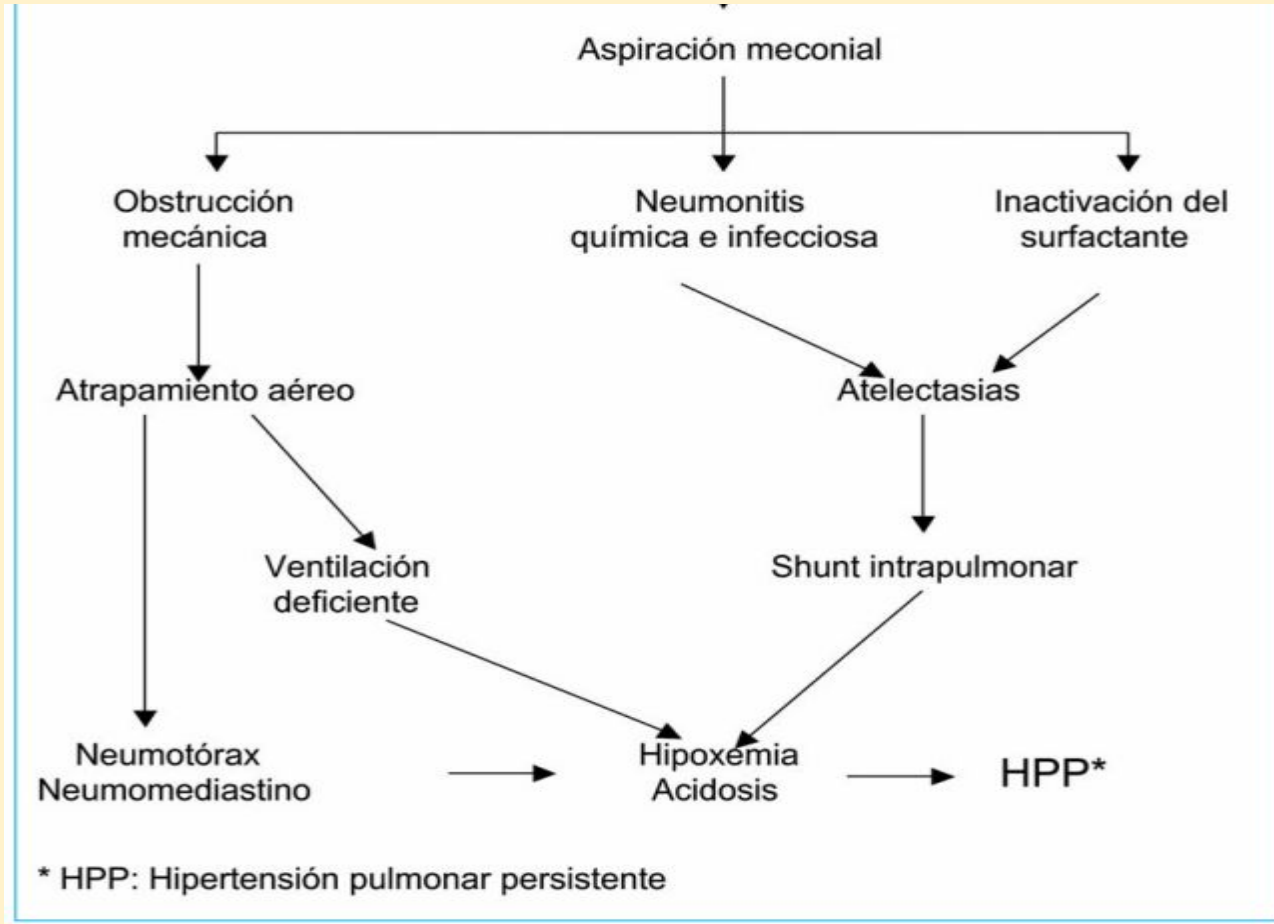 Aspiración meconial
Obstrucción
mecánica
Neumonitis
química e infecciosa
Inactivación del
surfactante
Atrapamiento aéreo
Atelectasias
Ventilación
deficiente
Shunt intrapulmonar
Neumotórax
Neumomediastino
Hipoxemia
Acidosis
HPP*
* HPP: Hipertensión pulmonar persistente